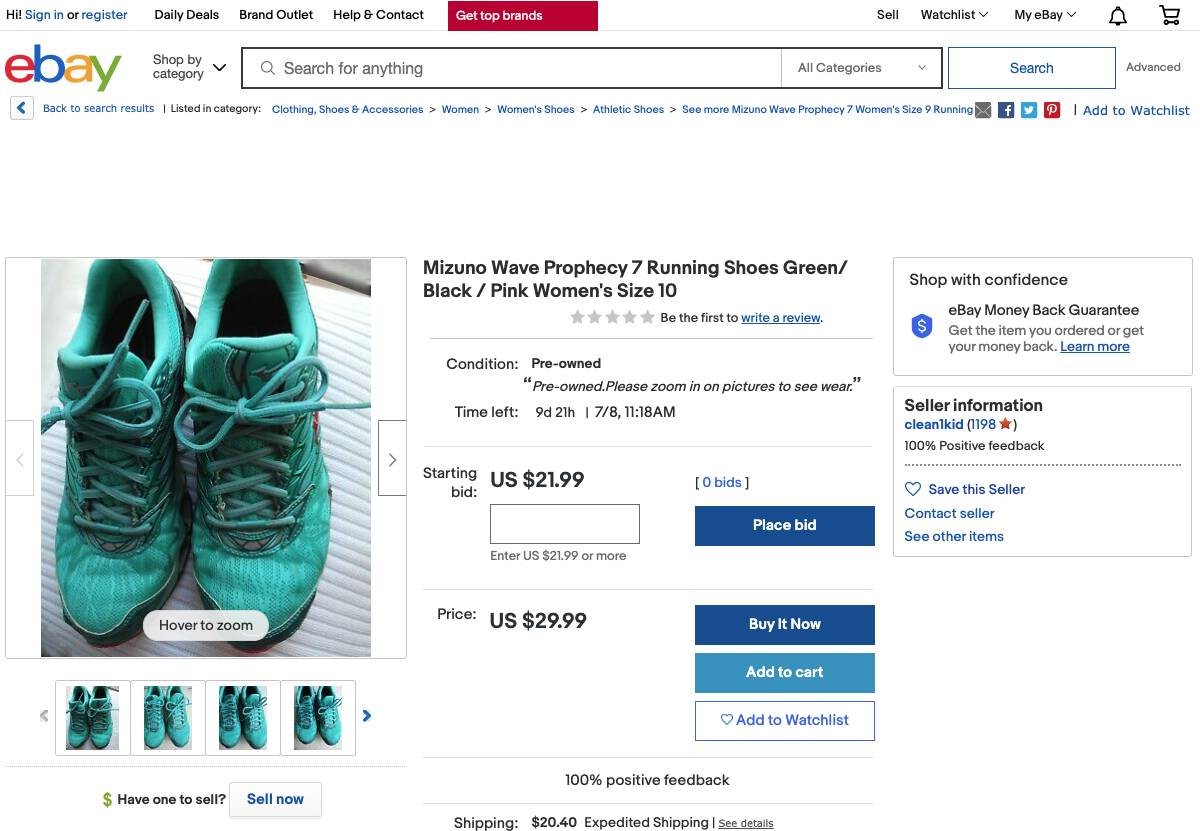 Hi! Sign in or register
Daily Deals
Brand Outlet
Help & Contact
Get top brands
Sell
Watchlist
My eBay
ebay
Shop by
category
Search for anything
All Categories
Search
Advanced
Back to search results | Listed in category: Clothing, Shoes & Accessories > Women > Women's Shoes > Athletic Shoes > See more Mizuno Wave Prophecy 7 Women's Size 9 Running
| Add to Watchlist
Mizuno Wave Prophecy 7 Running Shoes Green/
Black / Pink Women's Size 10
Be the first to write a review.
Condition: Pre-owned
“Pre-owned.Please zoom in on pictures to see wear.”
Time left: 9d 21h | 7/8, 11:18AM
Starting
bid:
US $21.99
[ 0 bids ]
Place bid
Enter US $21.99 or more
Price: US $29.99
Buy It Now
Add to cart
Add to Watchlist
100% positive feedback
Shipping: $20.40 Expedited Shipping | See details
Hover to zoom
$ Have one to sell? Sell now
Shop with confidence
$
eBay Money Back Guarantee
Get the item you ordered or get
your money back. Learn more
Seller information
clean1kid (1198)
100% Positive feedback
Save this Seller
Contact seller
See other items